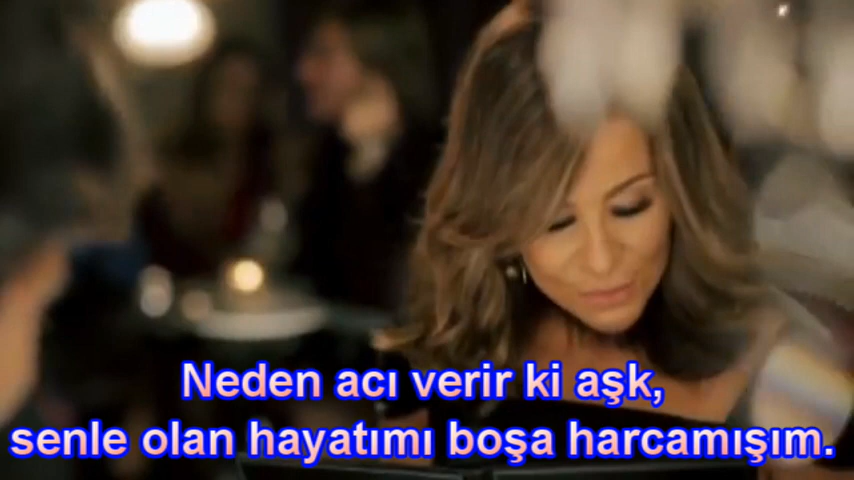 Neden acı verir ki aşk,
senle olan hayatımı boşa harcamışım.